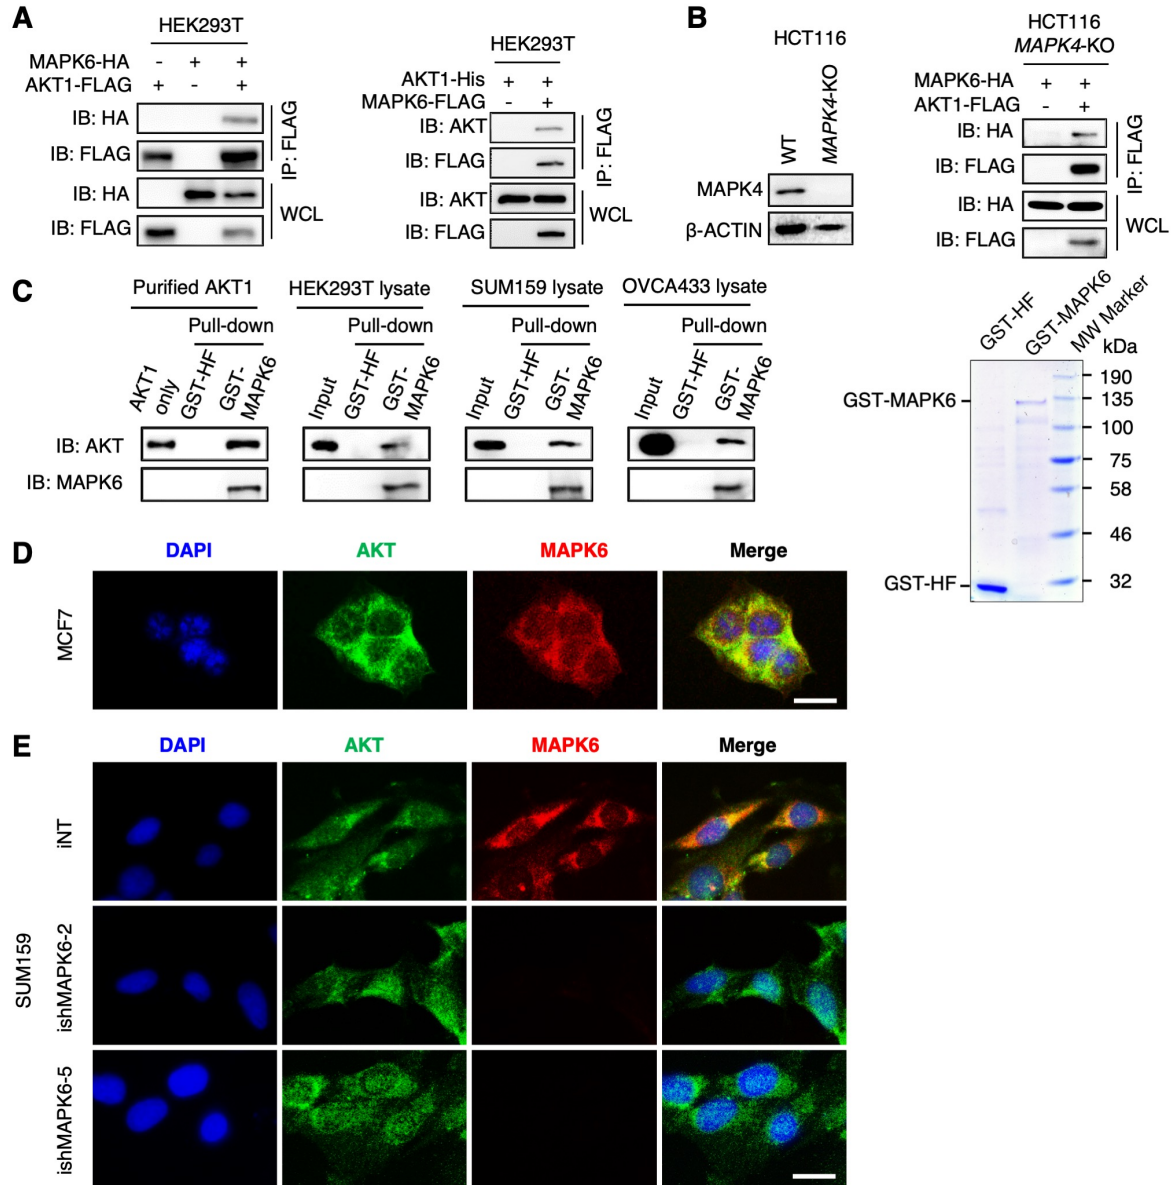 A
HEK293T
MAPK6-HA - + +
AKT1-FLAG + - +
IB: HA
IB: FLAG
IP: FLAG
IB: HA
IB: FLAG
WCL
HEK293T
AKT1-His + +
MAPK6-FLAG - +
IB: AKT
IB: FLAG
IP: FLAG
IB: AKT
IB: FLAG
WCL
B
HCT116
WT
MAPK4-KO
MAPK4
β-ACTIN
HCT116
MAPK4-KO
MAPK6-HA + +
AKT1-FLAG - +
IB: HA
IB: FLAG
IP: FLAG
IB: HA
IB: FLAG
WCL
C
Purified AKT1
Pull-down
AKT1
only
GST-HF
GST-
MAPK6
HEK293T lysate
Pull-down
Input
GST-HF
GST-
MAPK6
SUM159 lysate
Pull-down
Input
GST-HF
GST-
MAPK6
OVCA433 lysate
Pull-down
Input
GST-HF
GST-
MAPK6
IB: AKT
IB: MAPK6
GST-HF
GST-MAPK6
MW Marker
kDa
GST-MAPK6
190
135
100
75
58
46
32
GST-HF
D
DAPI
AKT
MAPK6
Merge
MCF7
E
DAPI
AKT
MAPK6
Merge
SUM159
iNT
ishMAPK6-2
ishMAPK6-5